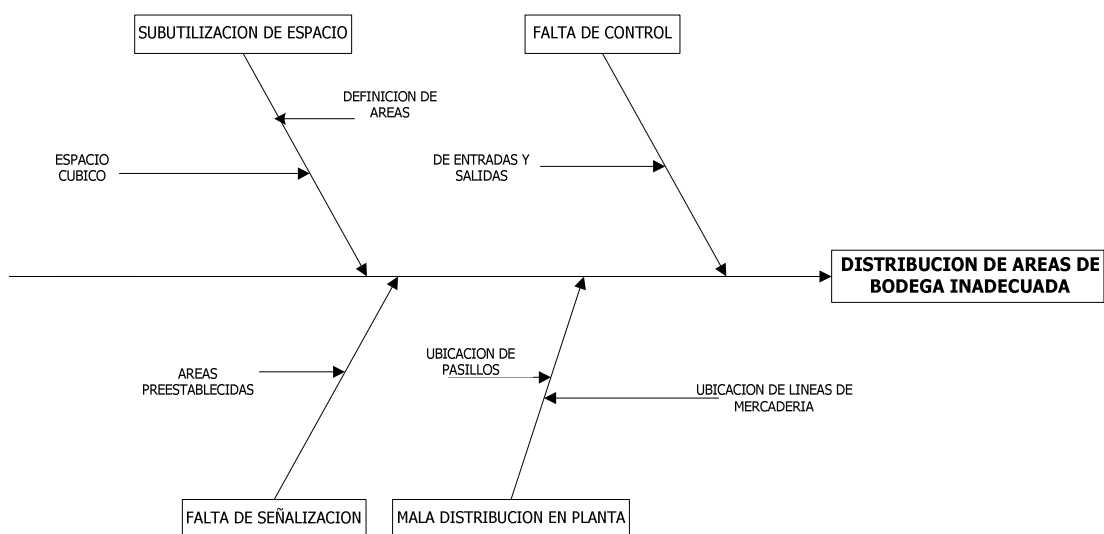 SUBUTILIZACION DE ESPACIO
FALTA DE CONTROL
DEFINICION DE
AREAS
ESPACIO
CUBICO
DE ENTRADAS Y
SALIDAS
DISTRIBUCION DE AREAS DE
BODEGA INADECUADA
AREAS
PREESTABLECIDAS
UBICACION DE
PASILLOS
UBICACION DE LINEAS DE
MERCADERIA
FALTA DE SEÑALIZACION
MALA DISTRIBUCION EN PLANTA